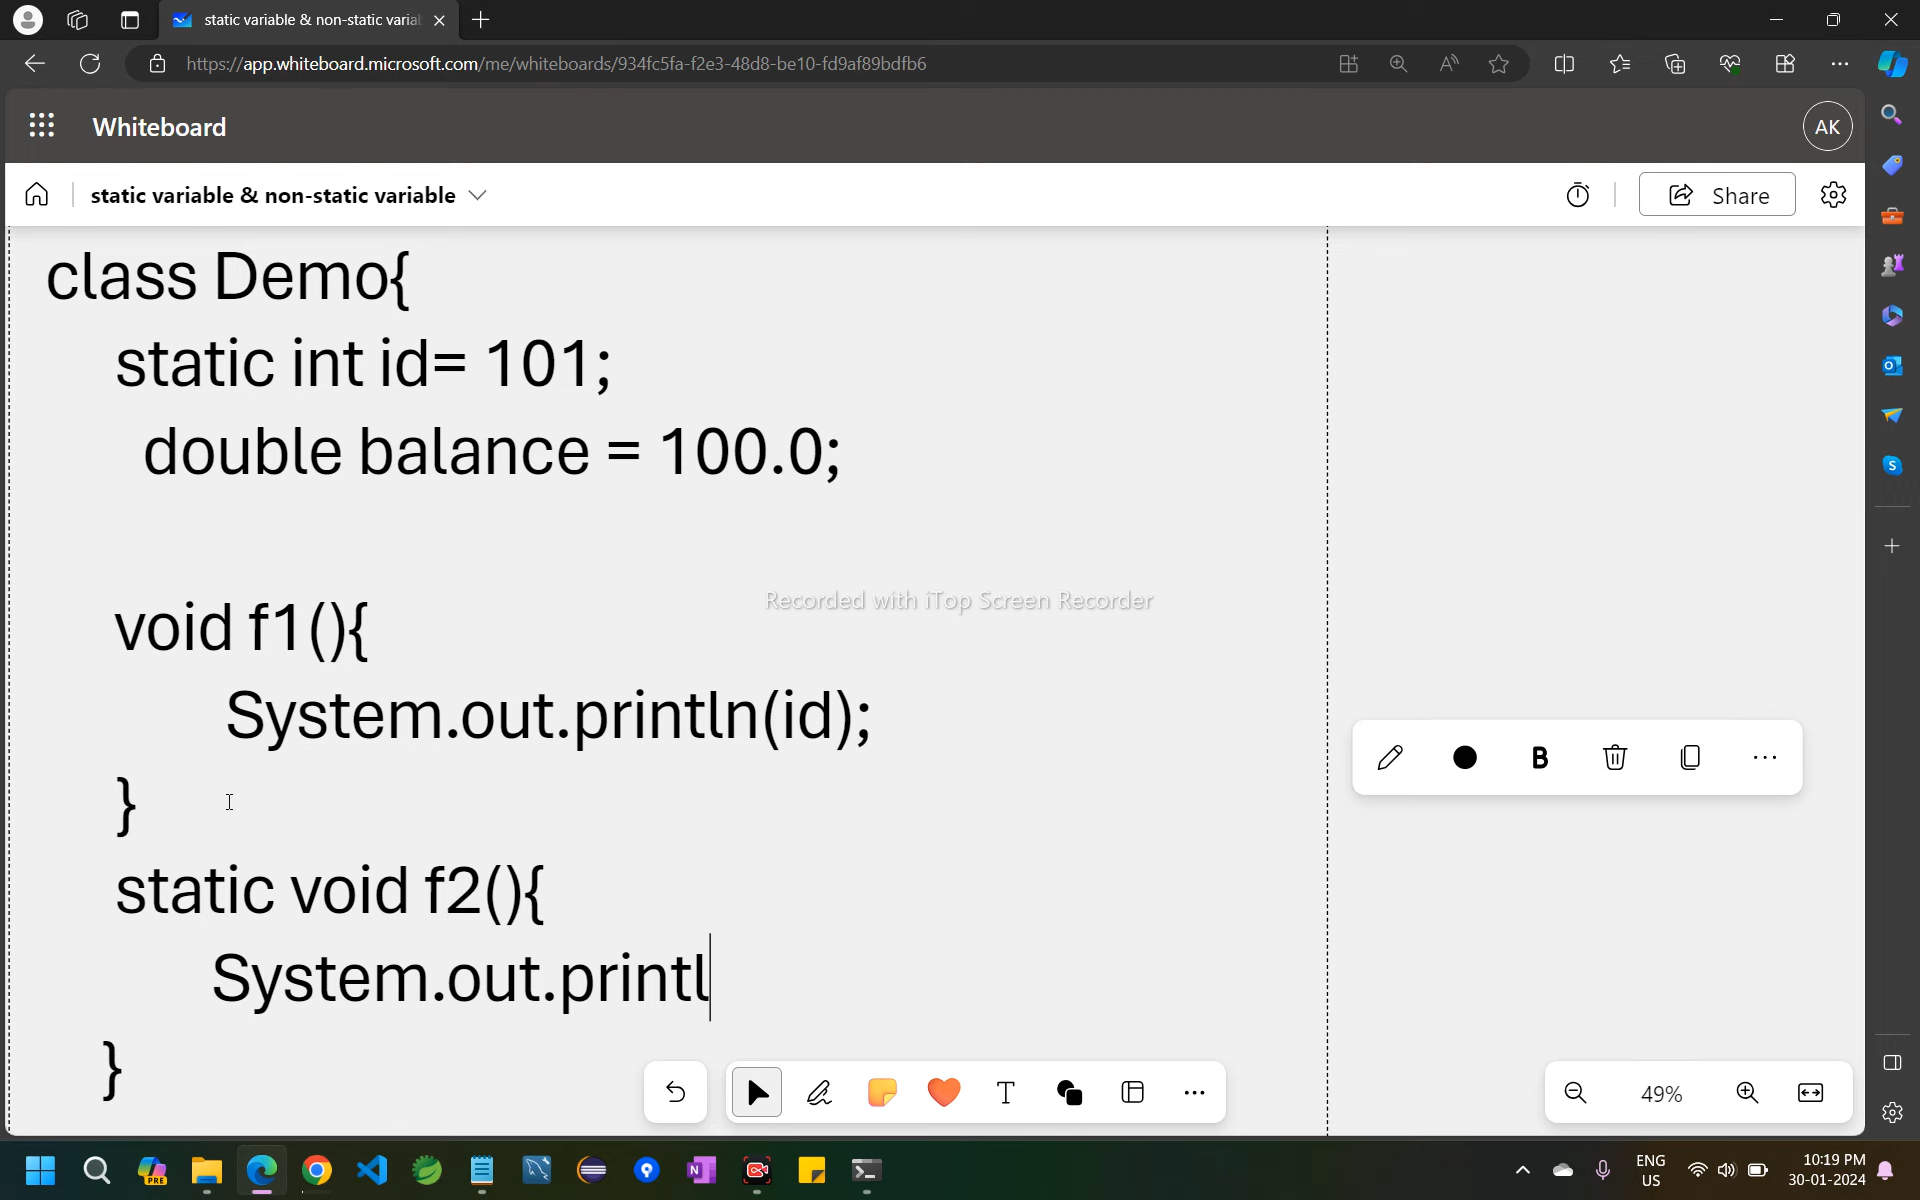 static variable & non-static varia
https://app.whiteboard.microsoft.com/me/whiteboards/934fc5fa-f2e3-48d8-be10-fd9af89bdfb6
Whiteboard
AK
static variable & non-static variable
Share
class Demo{
static int id= 101;
double balance = 100.0;
Recorded with iTop Screen Recorder
void f1(){
System.out.println(id);
B
}
static void f2(){
System.out.printl
}
T
49%
ENG
US
10:19 PM
30-01-2024